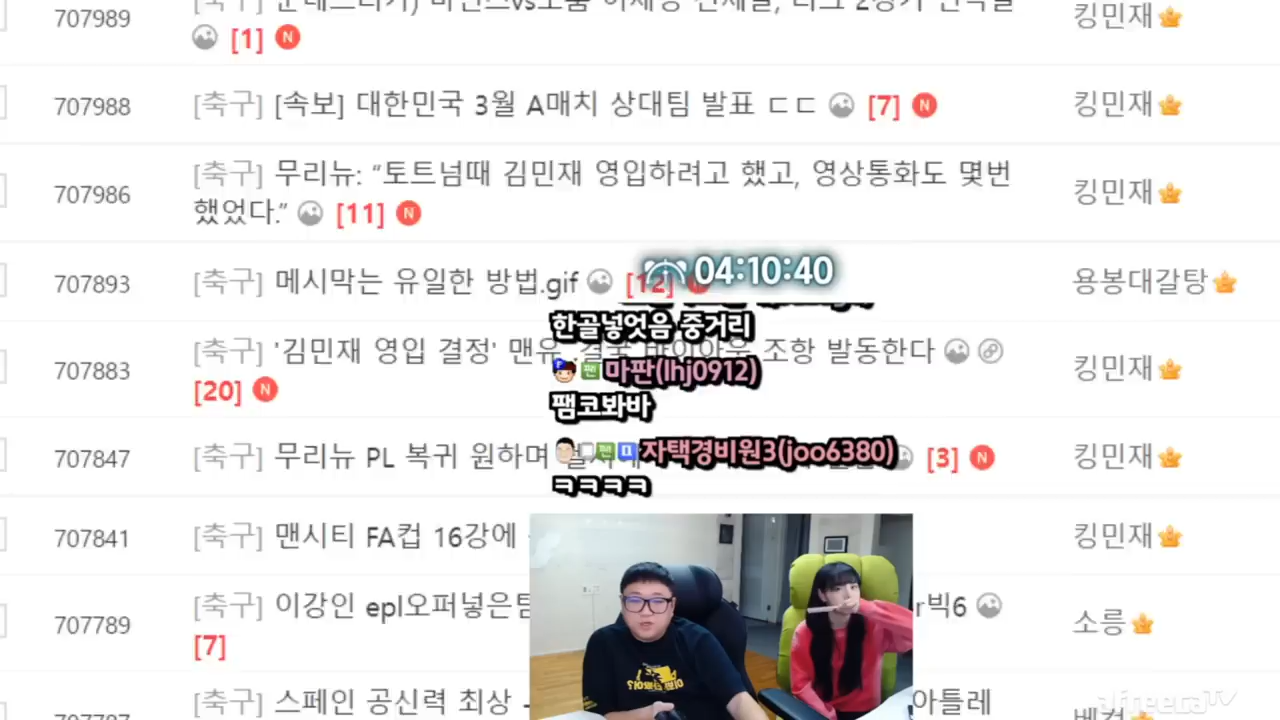 707989
킹민재
[1] N
707988
[축구] [속보] 대한민국 3월 A매치 상대팀 발표 ㄷㄷ [7] N
킹민재
707986
[축구] 무리뉴: “토트넘때 김민재 영입하려고 했고, 영상통화도 몇번
했었다.” [11] N
킹민재
707893
[축구] 메시막는 유일한 방법.gif [12]
용봉대갈탕
04:10:40
한골넣엇음 중거리
707883
[축구] '김민재 영입 결정' 맨유, 조항 발동한다
[20] N
킹민재
마판(lhj0912)
팸코봐바
707847
[축구] 무리뉴 PL 복귀 원하며 [3] N
킹민재
자택경비원3(joo6380)
ㅋㅋㅋㅋ
707841
[축구] 맨시티 FA컵 16강에
킹민재
707789
[축구] 이강인 epl오퍼넣은팀 r빅6
[7]
소릉
[축구] 스페인 공신력 최상 - 아틀레
afreecaTV